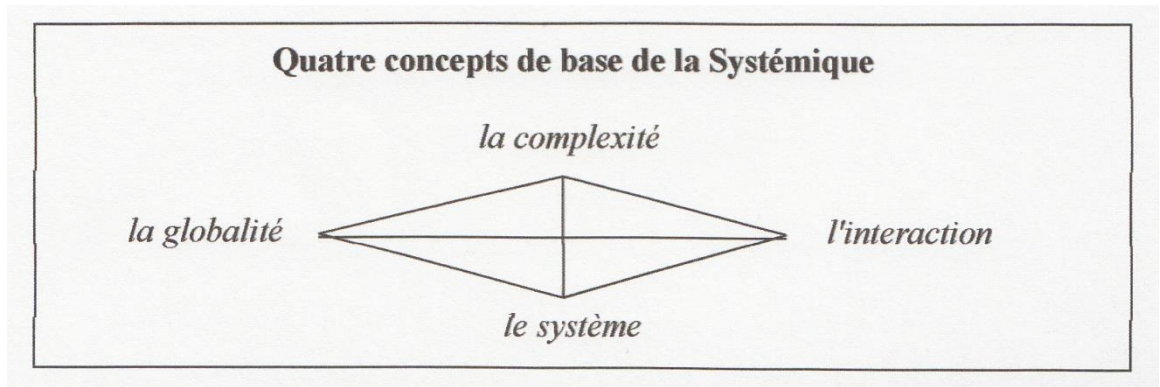 Quatre concepts de base de la Systémique
la complexité
la globalité
l'interaction
le système